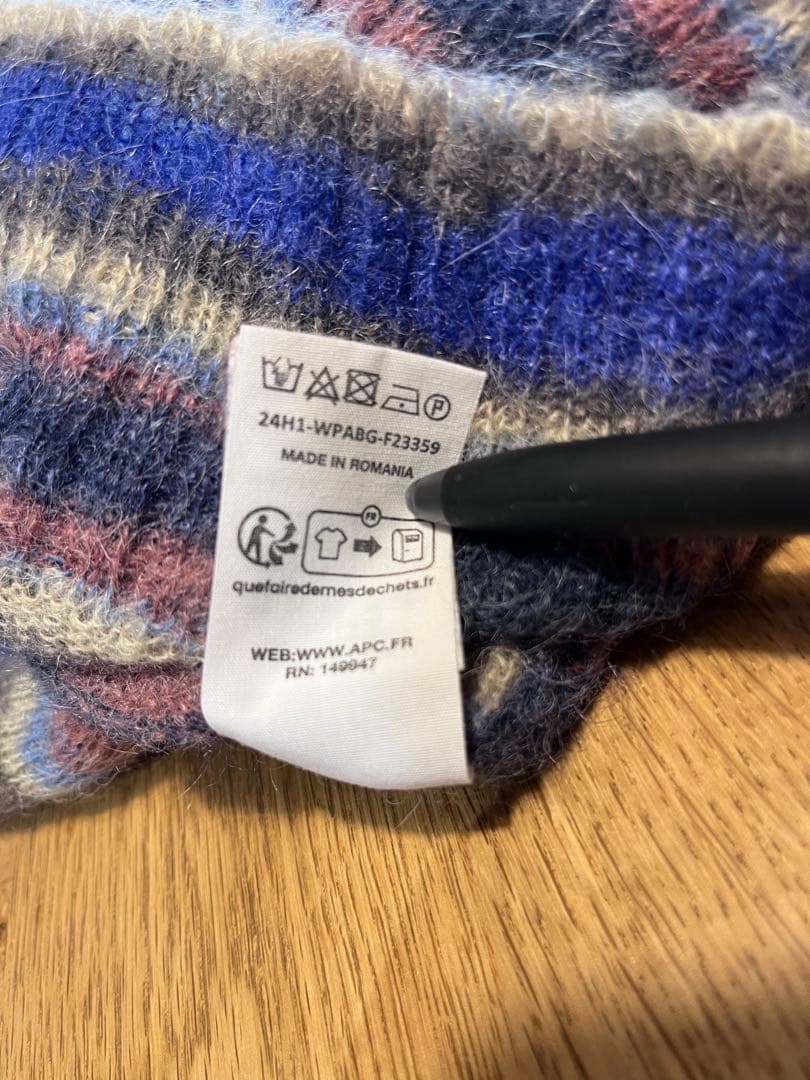 P
24H1-WPABG-F23359
MADE IN ROMANIA
FR
quefairedemesdechets.fr
WEB:WWW.APC.FR
RN: 149947